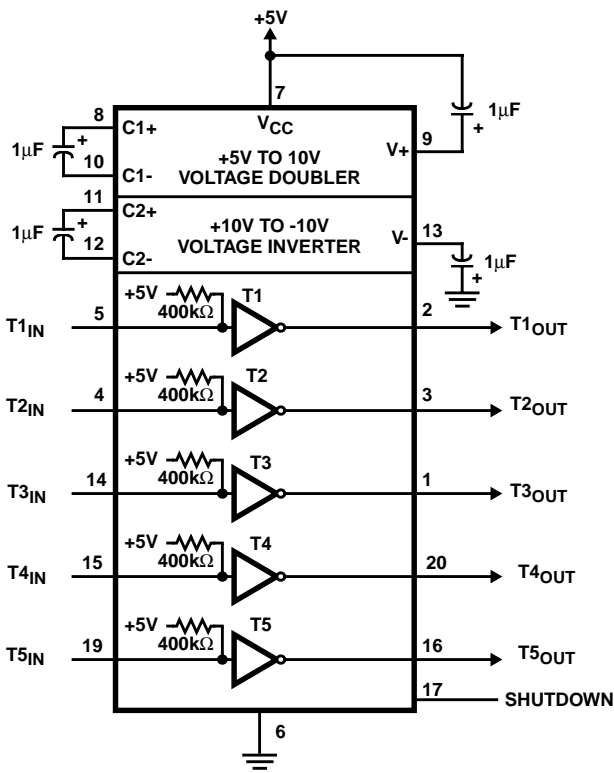 +5V
7
8
C1+
VCC
1µF
+
+5V TO 10V
VOLTAGE DOUBLER
10
C1-
V+
9
1µF
+
11
C2+
1µF
+
+10V TO -10V
VOLTAGE INVERTER
12
C2-
V-
13
1µF
+
+5V
400kΩ
T1
T1IN
5
2
T1OUT
+5V
400kΩ
T2
T2IN
4
3
T2OUT
+5V
400kΩ
T3
T3IN
14
1
T3OUT
+5V
400kΩ
T4
T4IN
15
20
T4OUT
+5V
400kΩ
T5
T5IN
19
16
T5OUT
17
SHUTDOWN
6